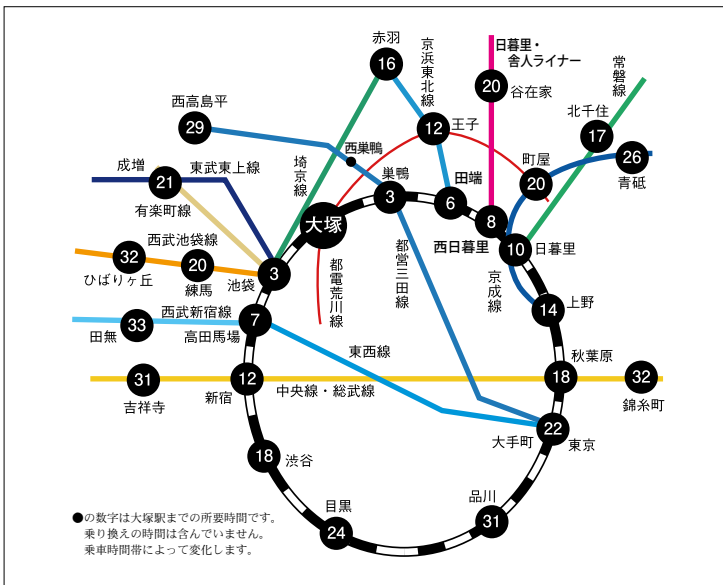 赤羽
16
京浜東北線
日暮里・
舎人ライナー
20
谷在家
常磐線
北千住
17
西高島平
29
西巣鴨
12
王子
町屋
20
26
青砥
成増
21
東武東上線
有楽町線
埼京線
巣鴨
3
田端
6
大塚
8
西日暮里
10
日暮里
西武池袋線
32
ひばりヶ丘
20
練馬
池袋
3
都電荒川線
都営三田線
京成線
14
上野
西武新宿線
33
田無
高田馬場
7
東西線
秋葉原
18
31
吉祥寺
12
新宿
中央線・総武線
32
錦糸町
22
大手町
東京
18
渋谷
目黒
24
品川
31
●の数字は大塚駅までの所要時間です。
乗り換えの時間は含んでいません。
乗車時間帯によって変化します。